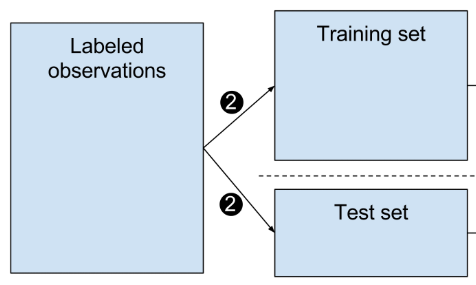 Labeled
observations
Training set
2
2
Test set